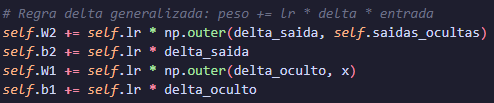 # Regra delta generalizada: peso += lr * delta * entrada
self.W2 += self.lr * np.outer(delta_saida, self.saidas_ocultas)
self.b2 += self.lr * delta_saida
self.W1 += self.lr * np.outer(delta_oculto, x)
self.b1 += self.lr * delta_oculto